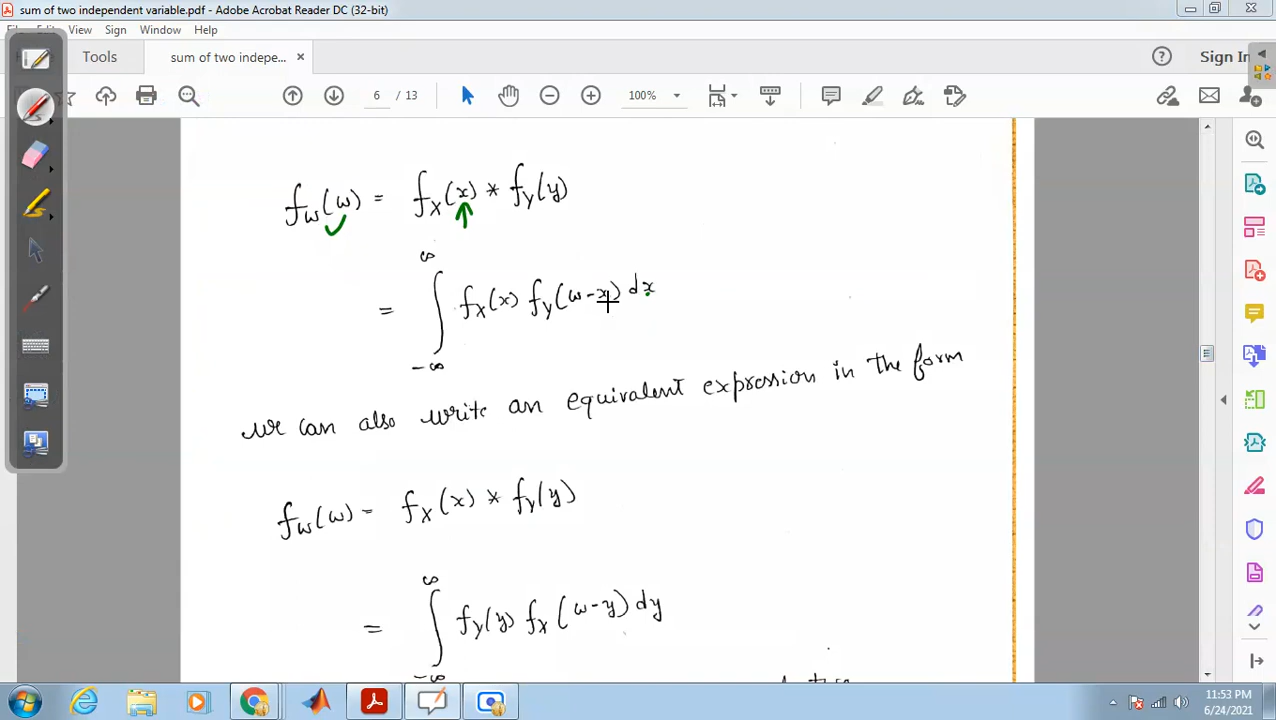 sum of two independent variable.pdf - Adobe Acrobat Reader DC (32-bit)
View Sign Window Help
Tools sum of two indepe... × Sign In
6 / 13 100%
f_W(w) = f_X(x) * f_Y(y)
= ∫_{-∞}^{∞} f_X(x) f_Y(w-x) dx
we can also write an equivalent expression in the form
f_W(w) = f_X(x) * f_Y(y)
= ∫_{-∞}^{∞} f_Y(y) f_X(w-y) dy
11:53 PM
6/24/2021